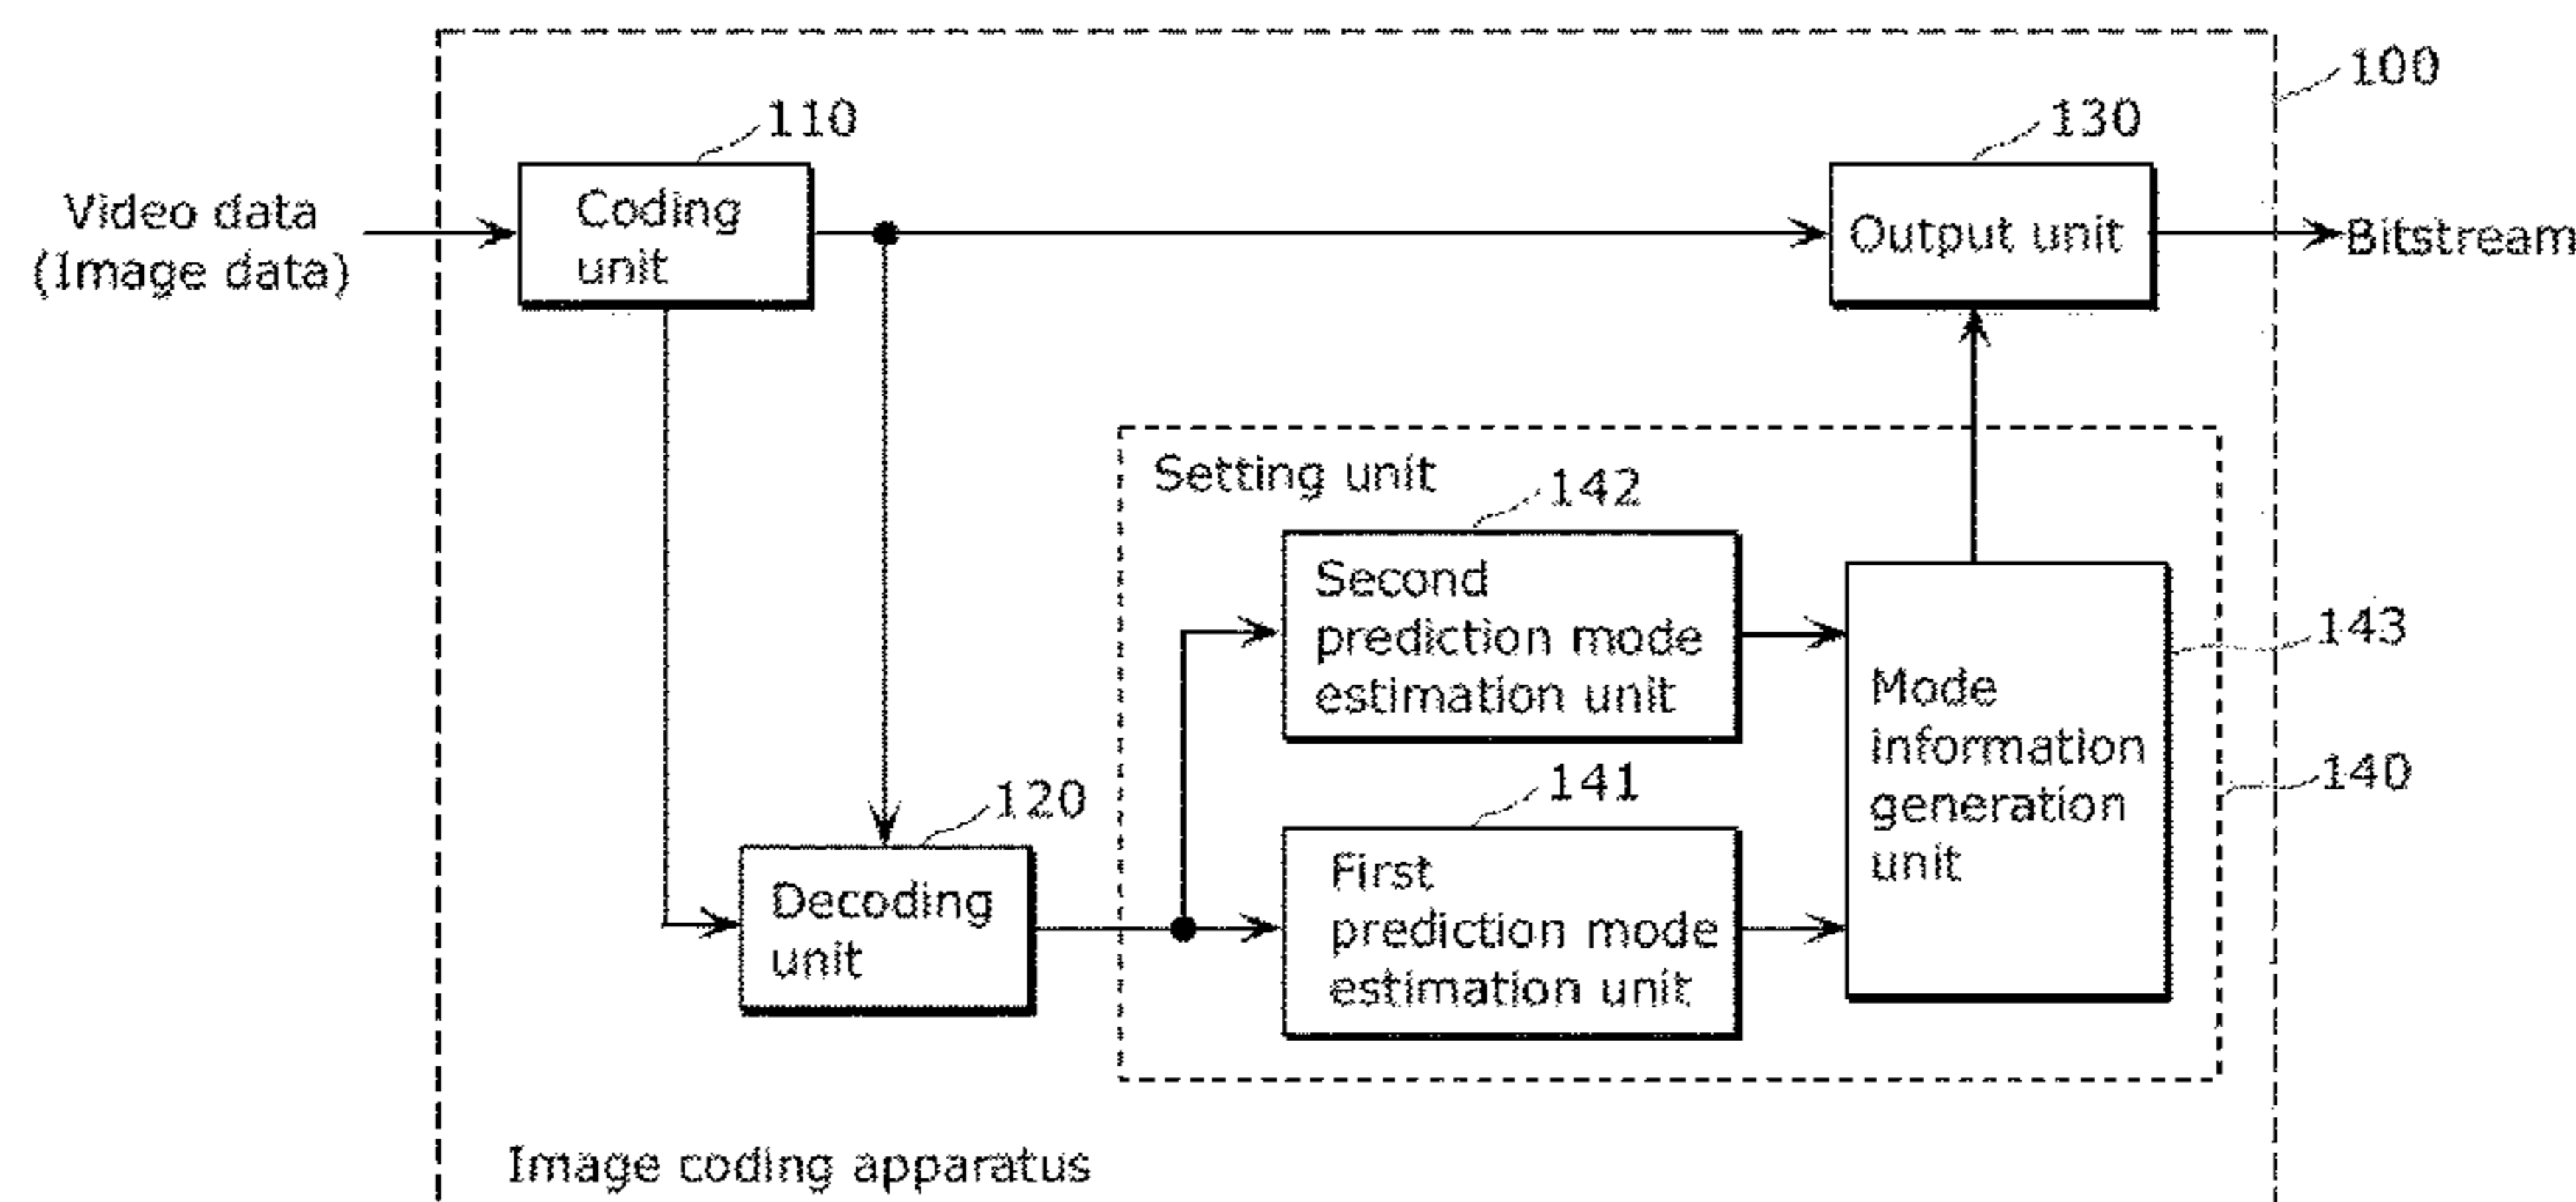 100
110
130
Video data
(Image data)
Coding
unit
Output unit
Bitstream
Setting unit
142
Second
prediction mode
estimation unit
143
Mode
information
generation
unit
140
141
First
prediction mode
estimation unit
120
Decoding
unit
Image coding apparatus